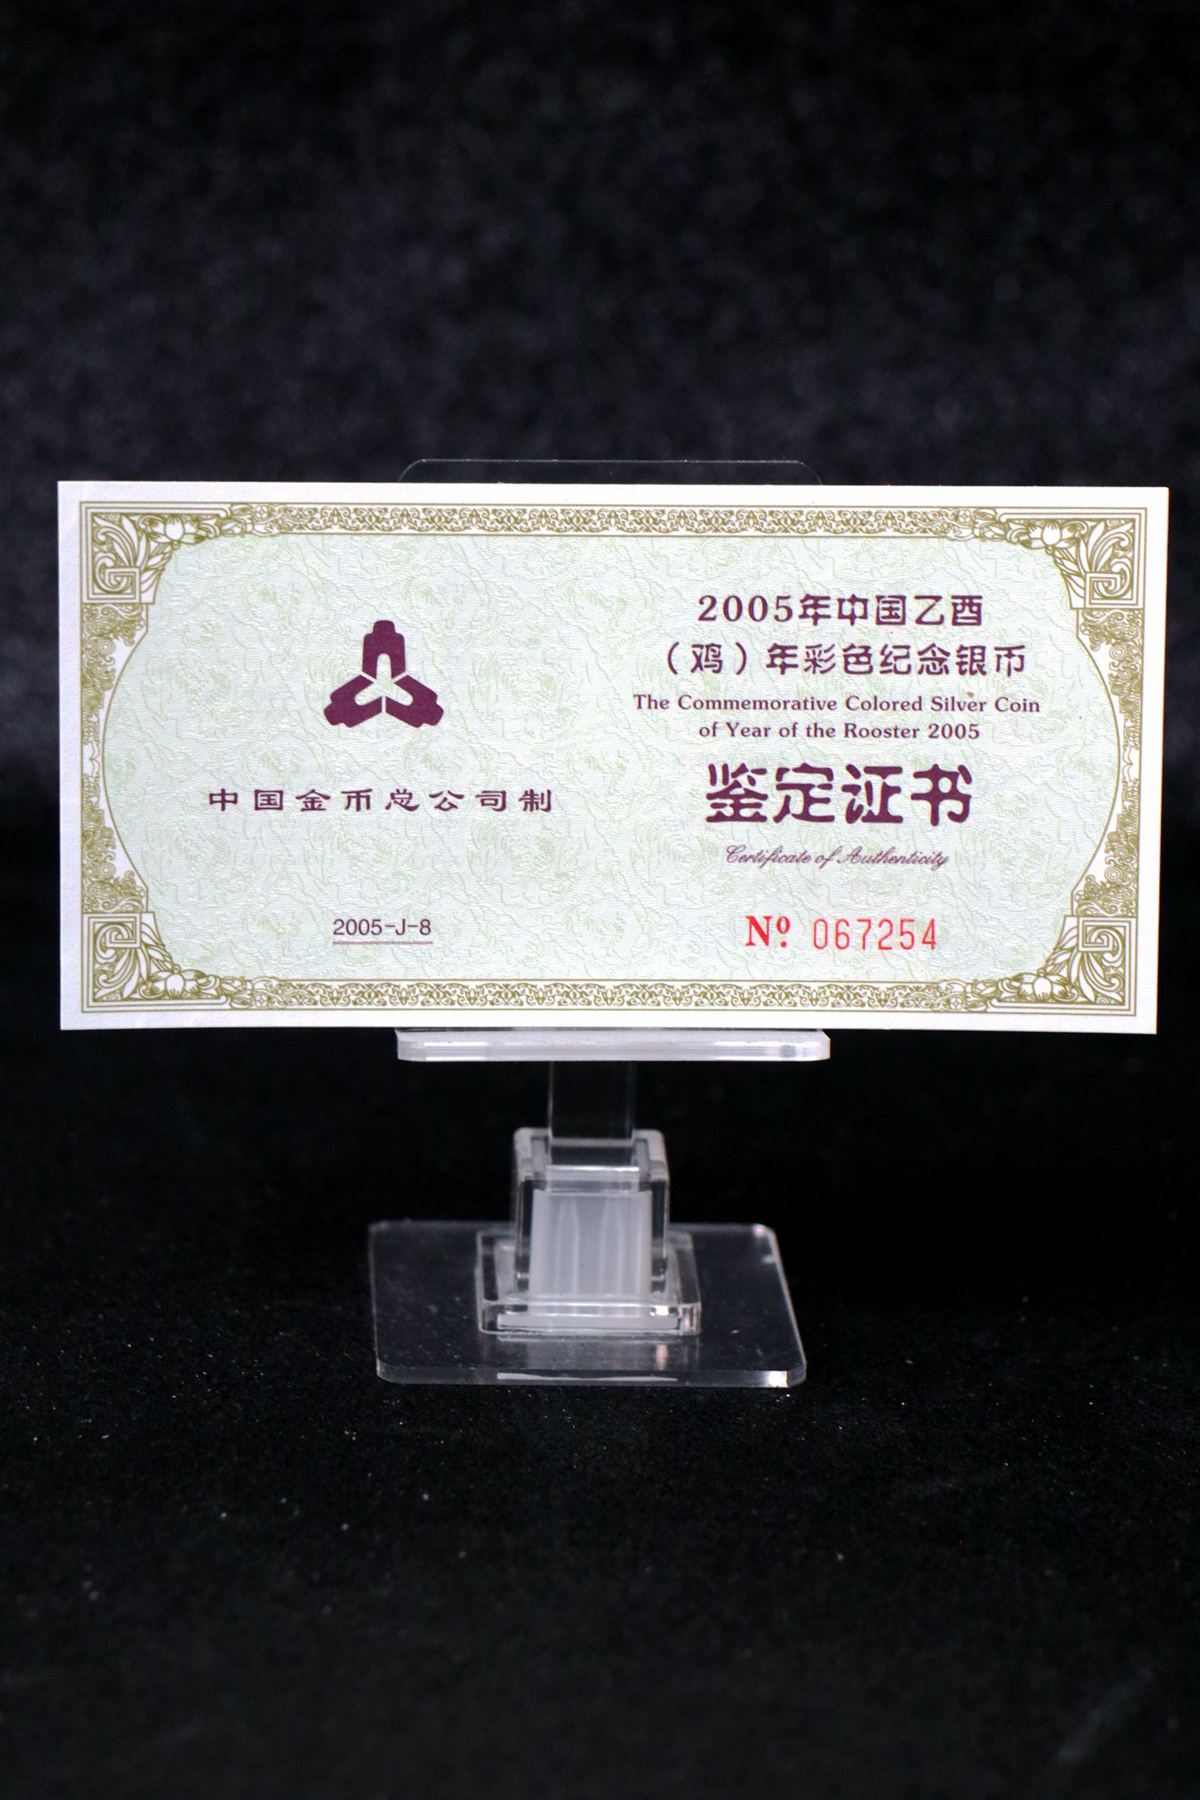 中国金币总公司制
2005-J-8
2005年中国乙酉
（鸡）年彩色纪念银币
The Commemorative Colored Silver Coin
of Year of the Rooster 2005
鉴定证书
Certificate of Authenticity
Nº 067254